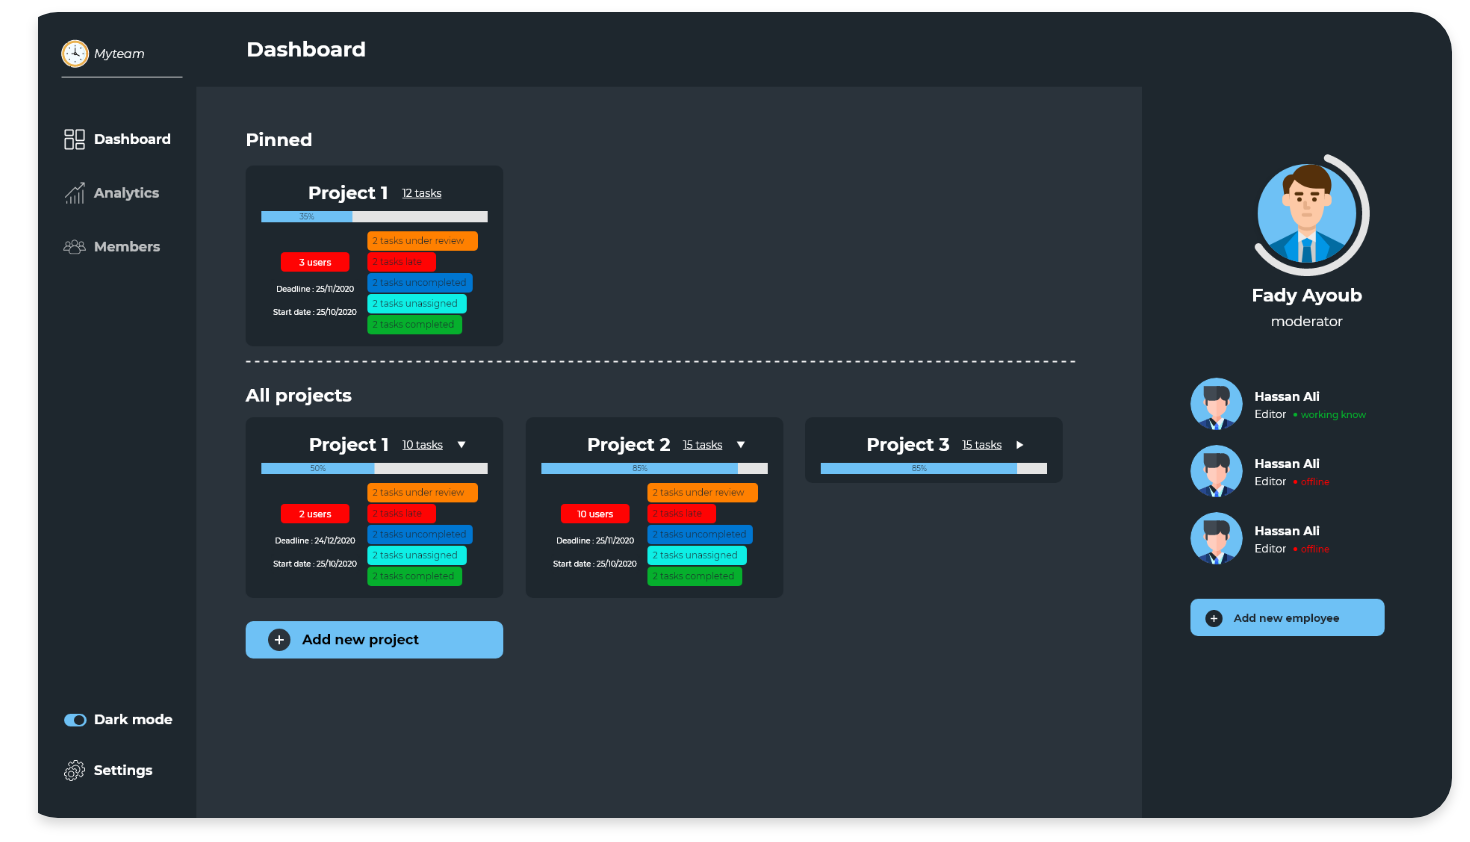 Myteam
Dashboard
Dashboard
Analytics
Members
Dark mode
Settings
Pinned
Project 1 12 tasks
35%
3 users
Deadline : 25/11/2020
Start date : 25/10/2020
2 tasks under review
2 tasks late
2 tasks uncompleted
2 tasks unassigned
2 tasks completed
All projects
Project 1 10 tasks
50%
2 users
Deadline : 24/12/2020
Start date : 25/10/2020
2 tasks under review
2 tasks late
2 tasks uncompleted
2 tasks unassigned
2 tasks completed
Project 2 15 tasks
85%
10 users
Deadline : 25/11/2020
Start date : 25/10/2020
2 tasks under review
2 tasks late
2 tasks uncompleted
2 tasks unassigned
2 tasks completed
Project 3 15 tasks
85%
Add new project
Fady Ayoub
moderator
Hassan Ali
Editor • working know
Hassan Ali
Editor • offline
Hassan Ali
Editor • offline
Add new employee